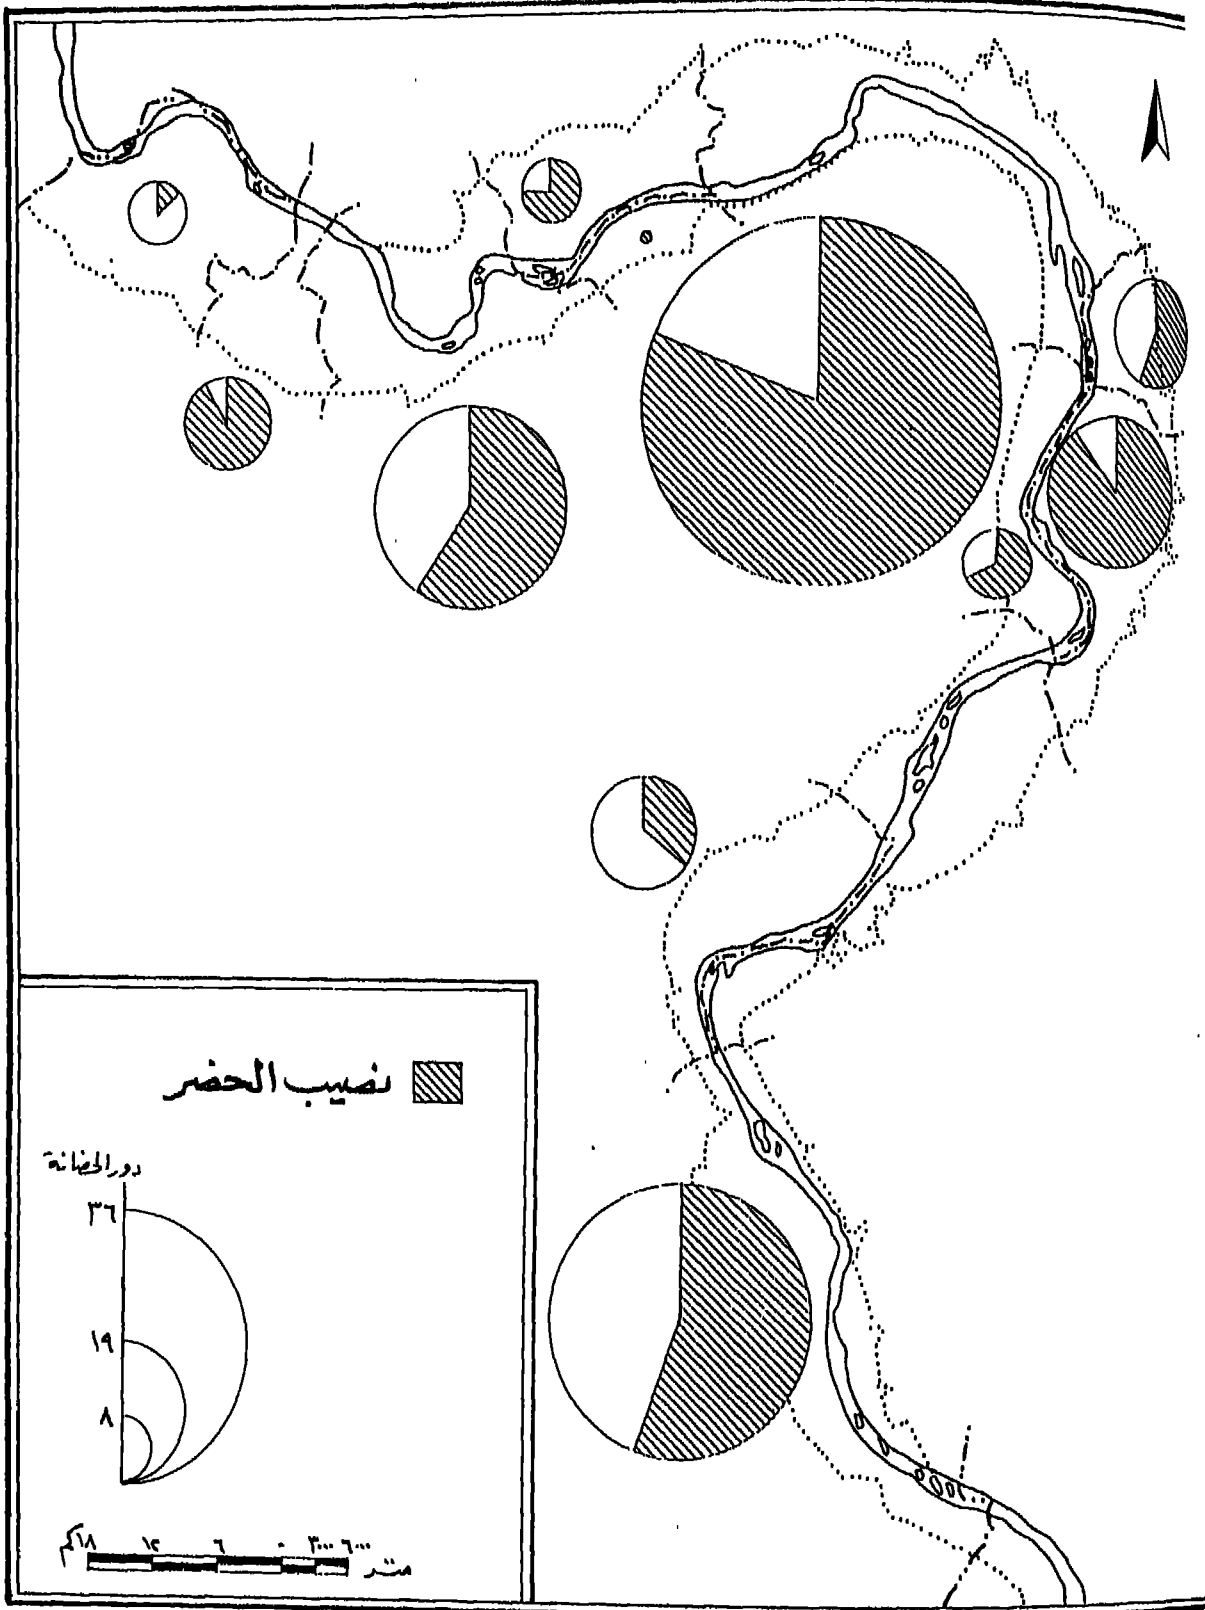 نصيب الحضر
دور الحضانة
٣٦
١٩
٨
١٨كم ١٢ ٦ ٠ ٣٠٠٠ ٦٠٠٠
متر